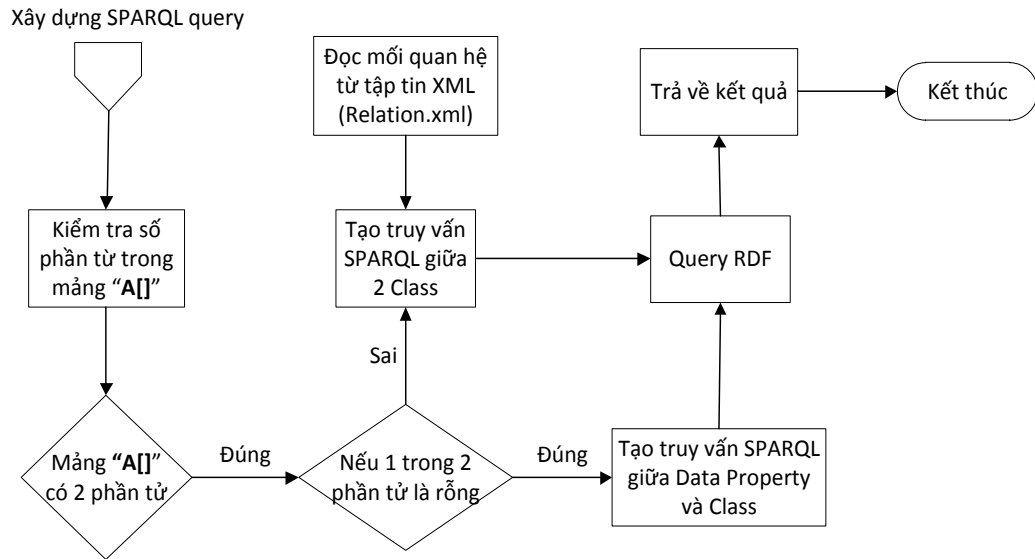 Xây dựng SPARQL query
Đọc mối quan hệ
từ tập tin XML
(Relation.xml)
Trả về kết quả
Kết thúc
Kiểm tra số
phần từ trong
mảng “A[]”
Tạo truy vấn
SPARQL giữa
2 Class
Query RDF
Sai
Mảng “A[]”
có 2 phần tử
Đúng
Nếu 1 trong 2
phần tử là rỗng
Đúng
Tạo truy vấn SPARQL
giữa Data Property
và Class